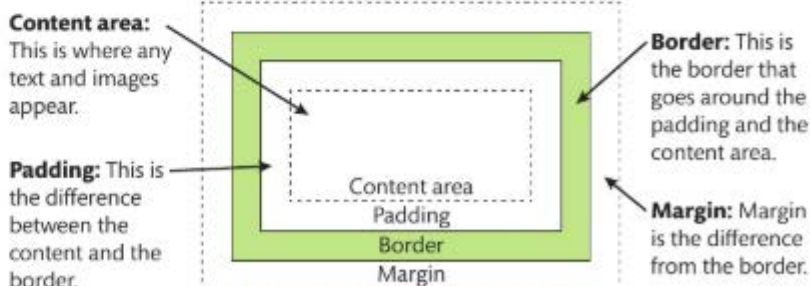 Content area:
This is where any
text and images
appear.
Padding: This is
the difference
between the
content and the
border.
Content area
Padding
Border
Margin
Border: This is
the border that
goes around the
padding and the
content area.
Margin: Margin
is the difference
from the border.